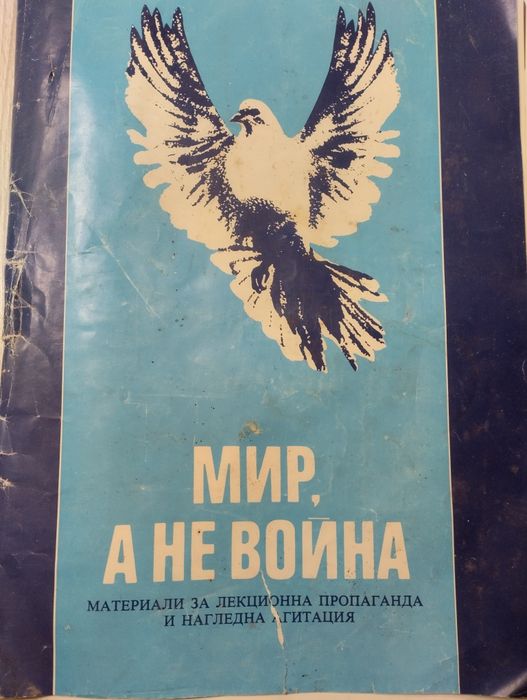 МИР,
А НЕ ВОЙНА
МАТЕРИАЛИ ЗА ЛЕКЦИОННА ПРОПАГАНДА
И НАГЛЕДНА АГИТАЦИЯ